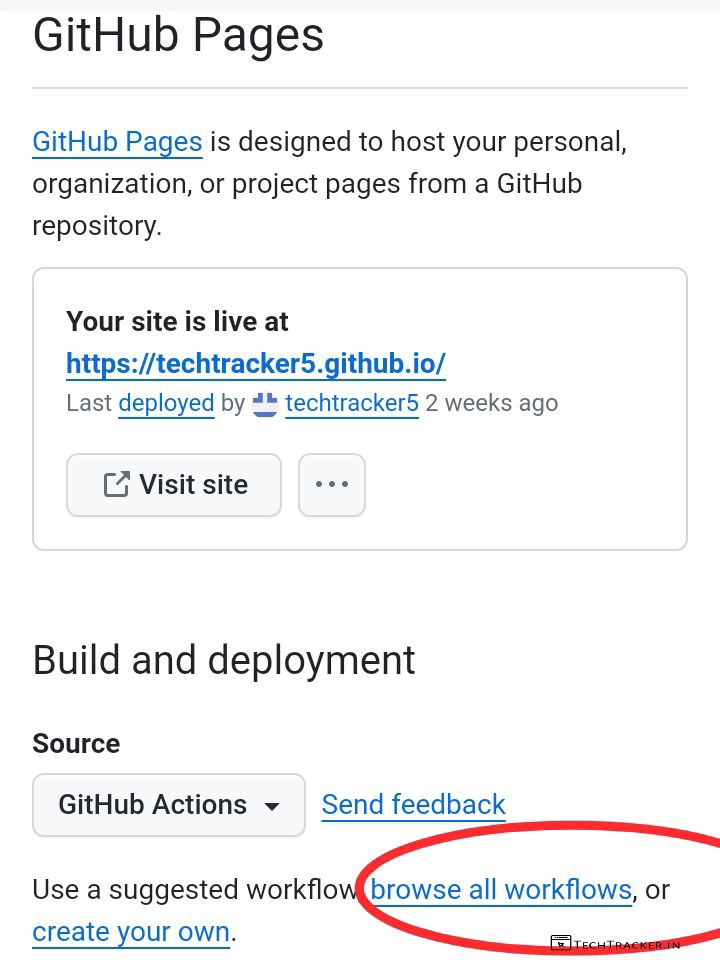 GitHub Pages
GitHub Pages is designed to host your personal,
organization, or project pages from a GitHub
repository.
Your site is live at
https://techtracker5.github.io/
Last deployed by techtracker5 2 weeks ago
Visit site
Build and deployment
Source
GitHub Actions
Send feedback
Use a suggested workflow, browse all workflows, or
create your own.
TECHTRACKER.IN